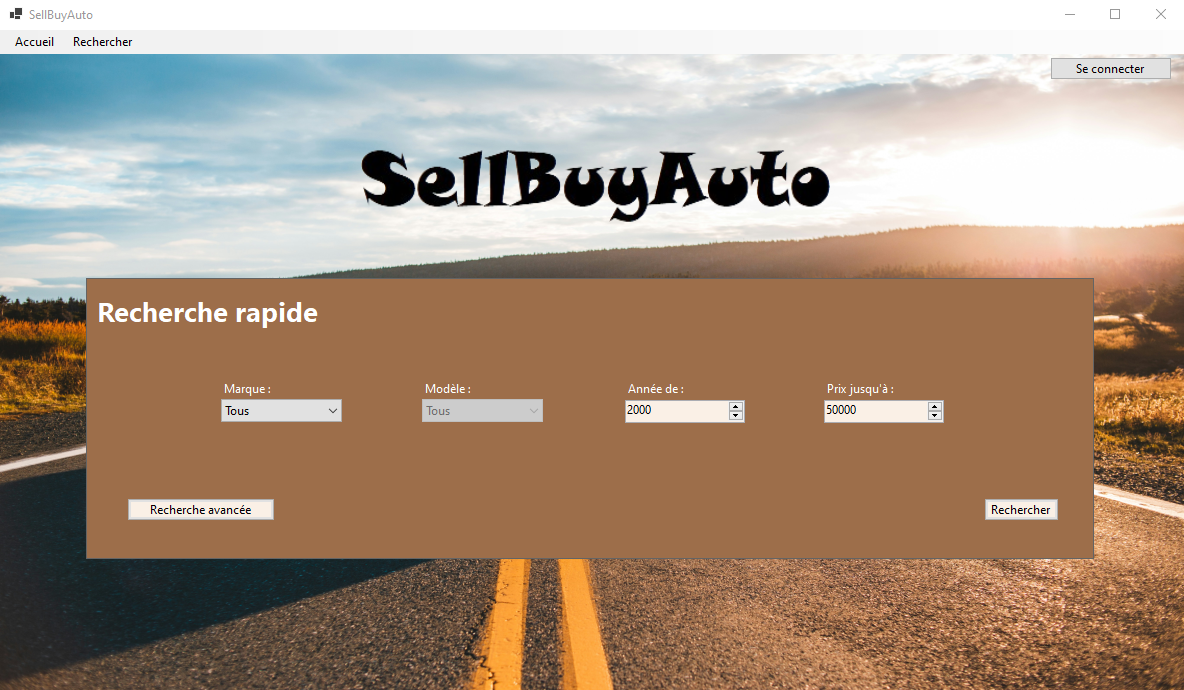 SellBuyAuto
Accueil Rechercher
Se connecter
SellBuyAuto
Recherche rapide
Marque : Modèle : Année de : Prix jusqu'à :
Tous Tous 2000 50000
Recherche avancée Rechercher